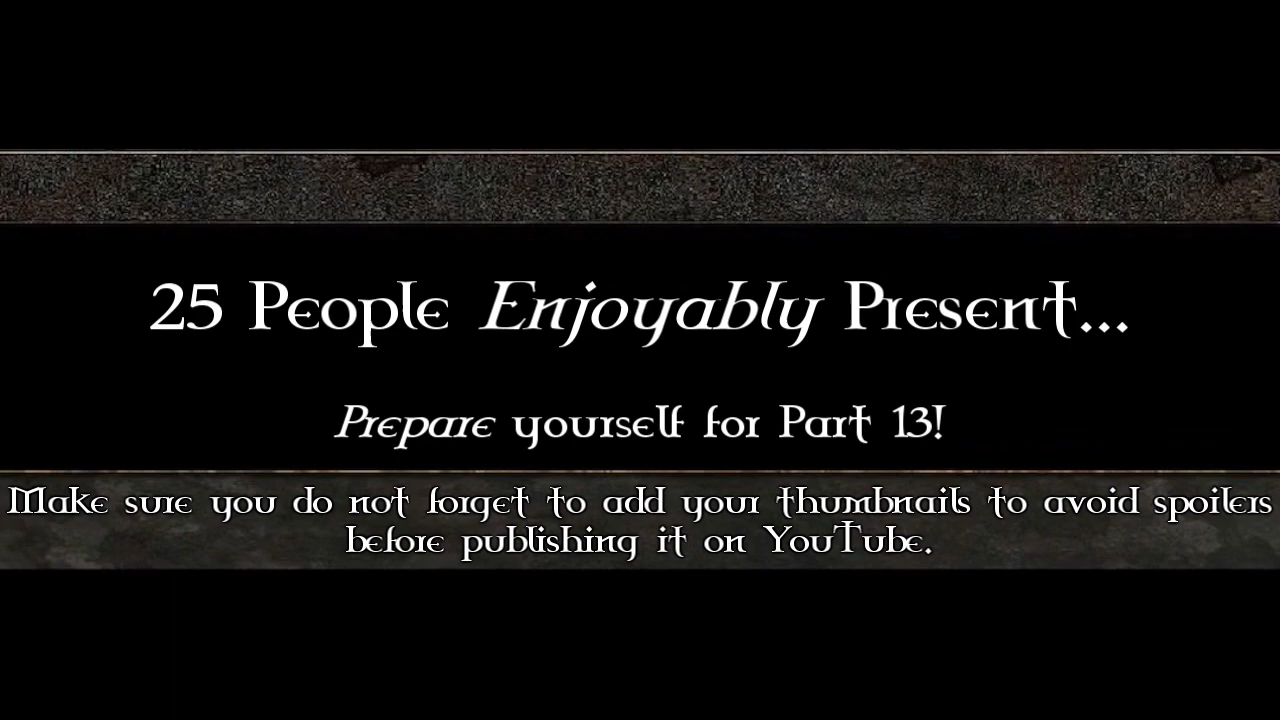 25 People Enjoyably Present...
Prepare yourself for Part 13!
Make sure you do not forget to add your thumbnails to avoid spoilers
before publishing it on YouTube.